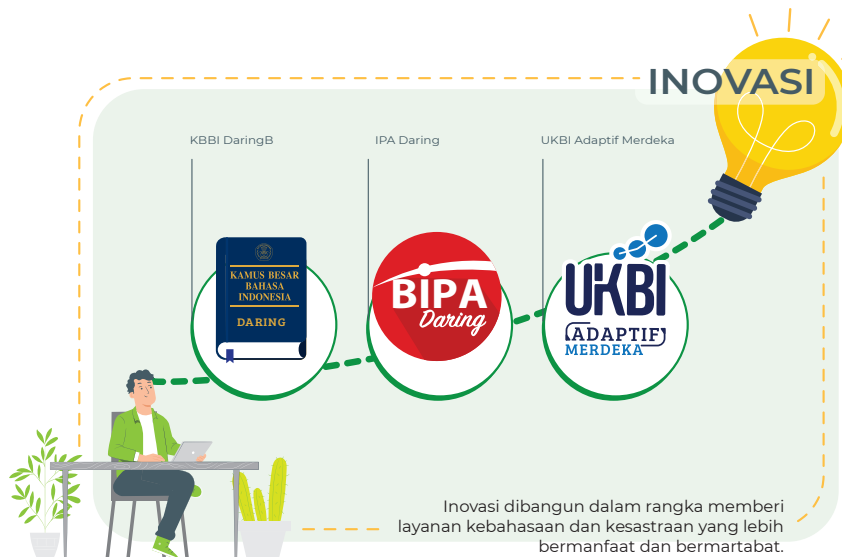 INOVASI
KBBI DaringB
IPA Daring
UKBI Adaptif Merdeka
KAMUS BESAR
BAHASA
INDONESIA
DARING
BIPA
Daring
UKBI
ADAPTIF
MERDEKA
Inovasi dibangun dalam rangka memberi
layanan kebahasaan dan kesastraan yang lebih
bermanfaat dan bermartabat.